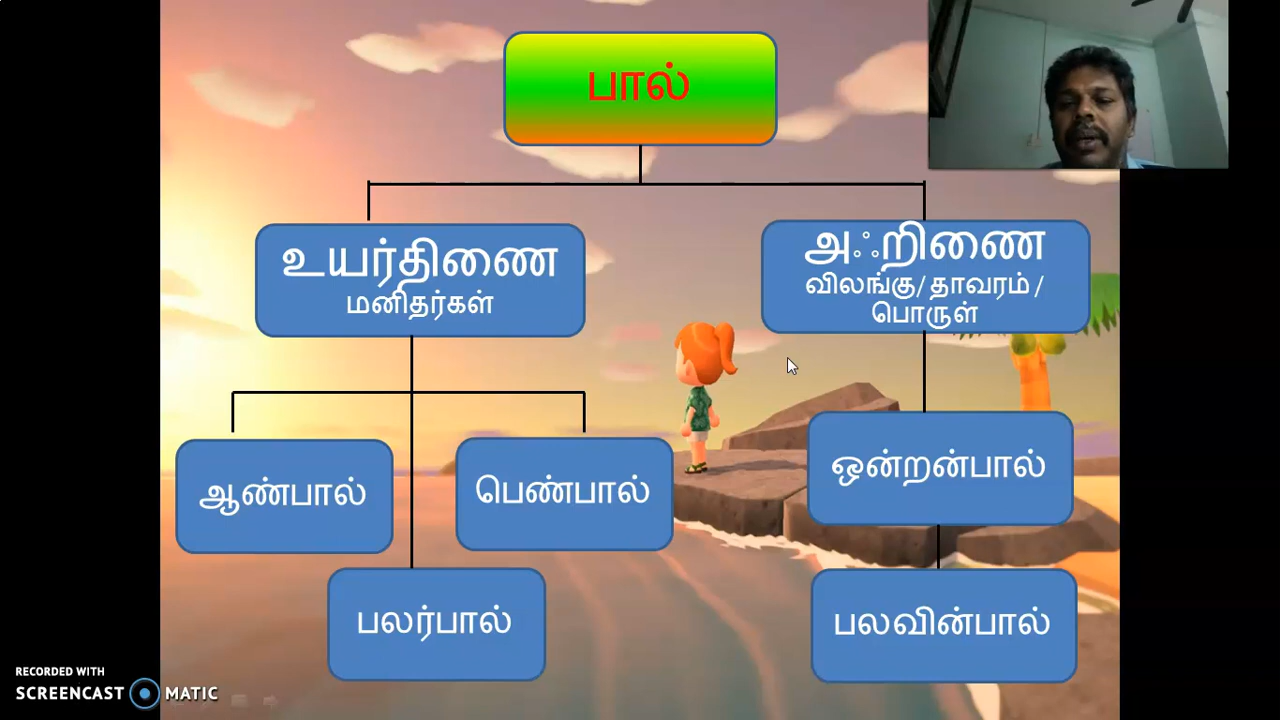 பால்
உயர்திணை
மனிதர்கள்
அஃறிணை
விலங்கு/ தாவரம் /
பொருள்
ஆண்பால்
பெண்பால்
பலர்பால்
ஒன்றன்பால்
பலவின்பால்
RECORDED WITH
SCREENCAST MATIC